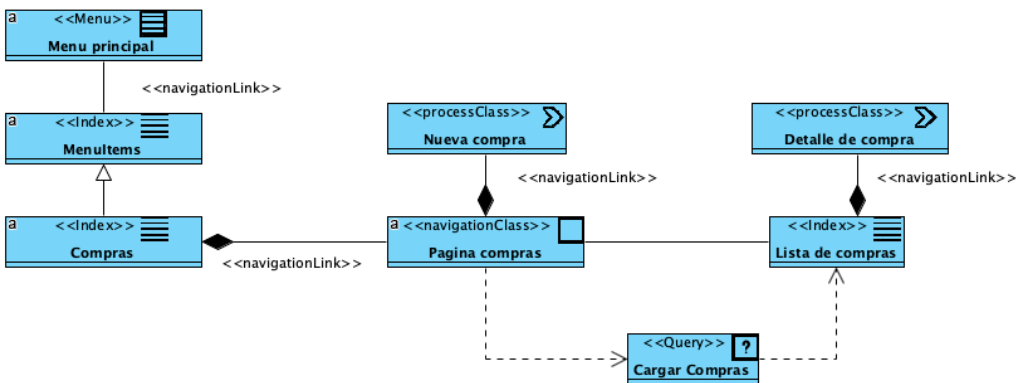 a <<Menu>>
Menu principal
<<navigationLink>>
a <<Index>>
MenuItems
<<processClass>>
Nueva compra
<<processClass>>
Detalle de compra
<<navigationLink>>
<<navigationLink>>
a <<Index>>
Compras
<<navigationLink>>
a <<navigationClass>>
Pagina compras
<<Index>>
Lista de compras
<<Query>> ?
Cargar Compras